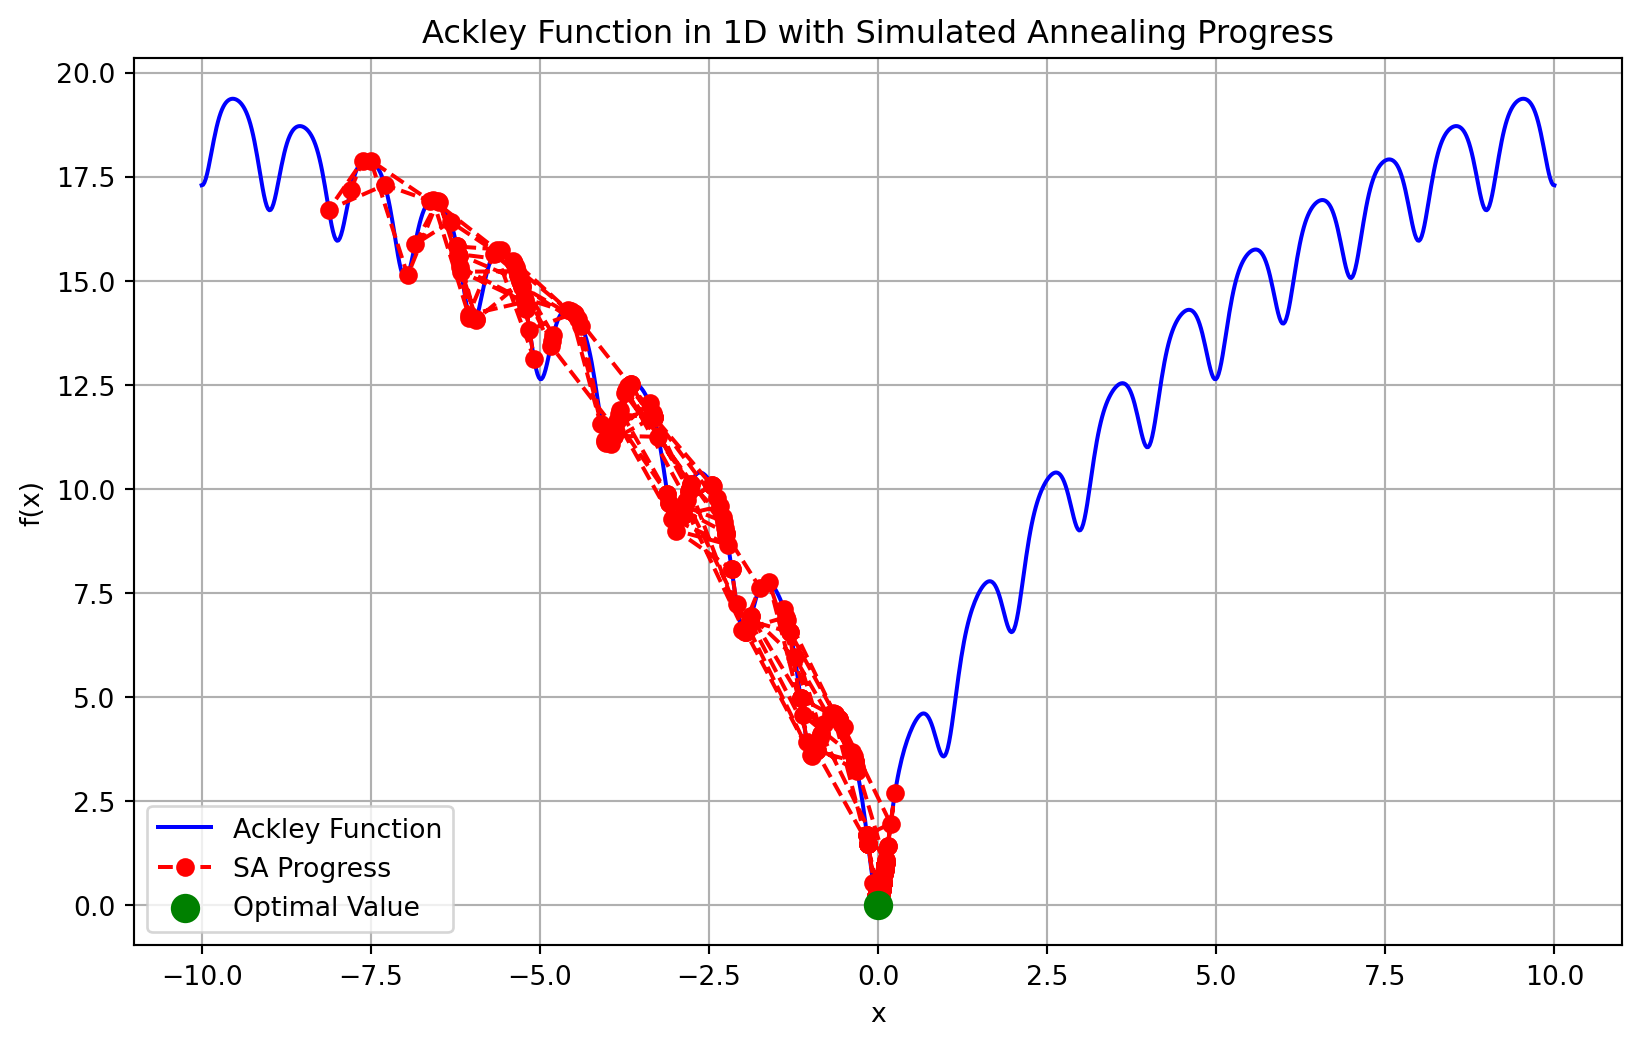 Ackley Function in 1D with Simulated Annealing Progress
20.0
17.5
15.0
12.5
10.0
7.5
5.0
2.5
0.0
f(x)
Ackley Function
SA Progress
Optimal Value
−10.0 −7.5 −5.0 −2.5 0.0 2.5 5.0 7.5 10.0
x